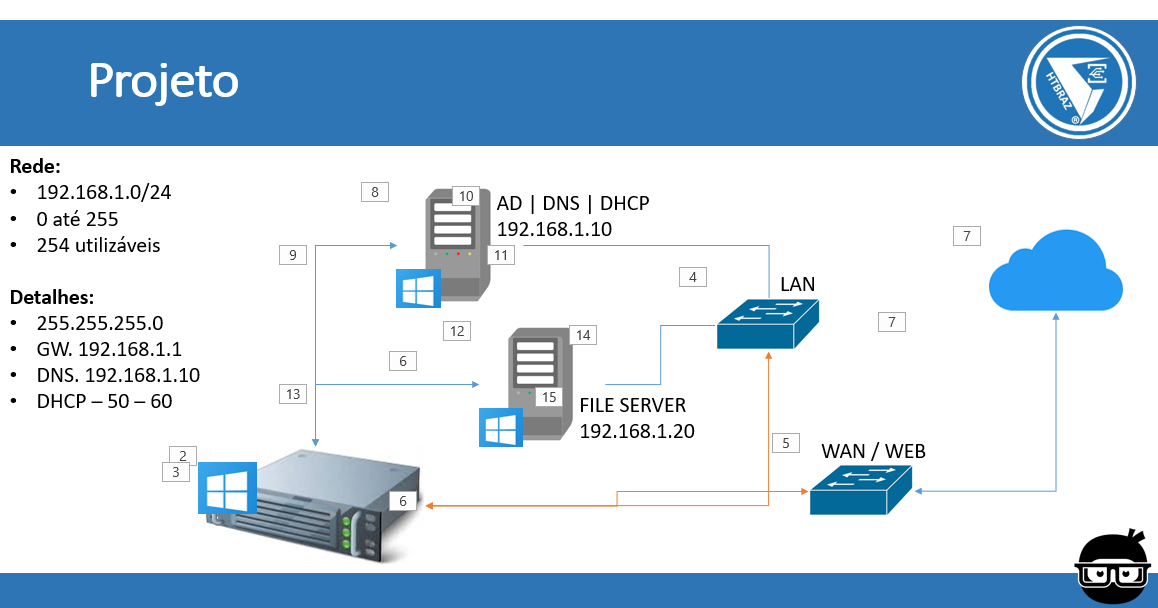 Projeto
HTBRAZ
®
Rede:
• 192.168.1.0/24
• 0 até 255
• 254 utilizáveis
Detalhes:
• 255.255.255.0
• GW. 192.168.1.1
• DNS. 192.168.1.10
• DHCP – 50 – 60
8
10
AD | DNS | DHCP
192.168.1.10
9
11
7
4
LAN
12
14
7
6
13
15
FILE SERVER
192.168.1.20
5
WAN / WEB
2
3
6